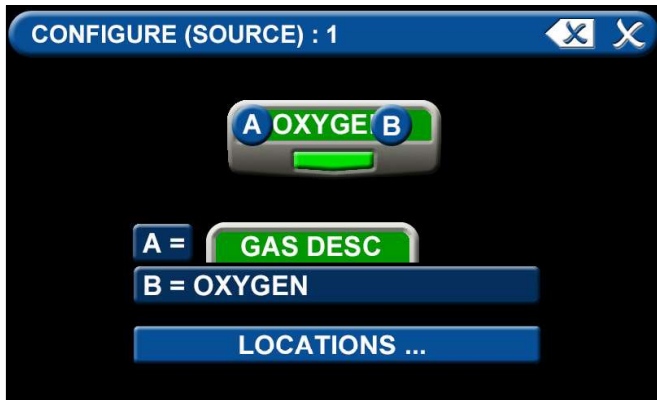 CONFIGURE (SOURCE) : 1
A OXYGE B
A = GAS DESC
B = OXYGEN
LOCATIONS ...